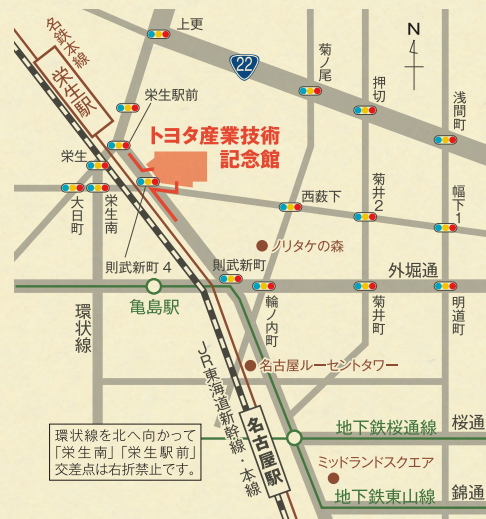 上更
名鉄本線
22
菊ノ尾
N
押切
栄生駅
栄生駅前
浅間町
トヨタ産業技術
記念館
栄生
大日町
栄生南
西薮下
菊井2
幅下1
則武新町4
ノリタケの森
則武新町
外堀通
環状線
亀島駅
輪ノ内町
菊井町
明道町
JR東海道新幹線・本線
名古屋ルーセントタワー
名古屋駅
地下鉄桜通線
桜通
環状線を北へ向かって
「栄生南」「栄生駅前」
交差点は右折禁止です。
ミッドランドスクエア
地下鉄東山線
錦通